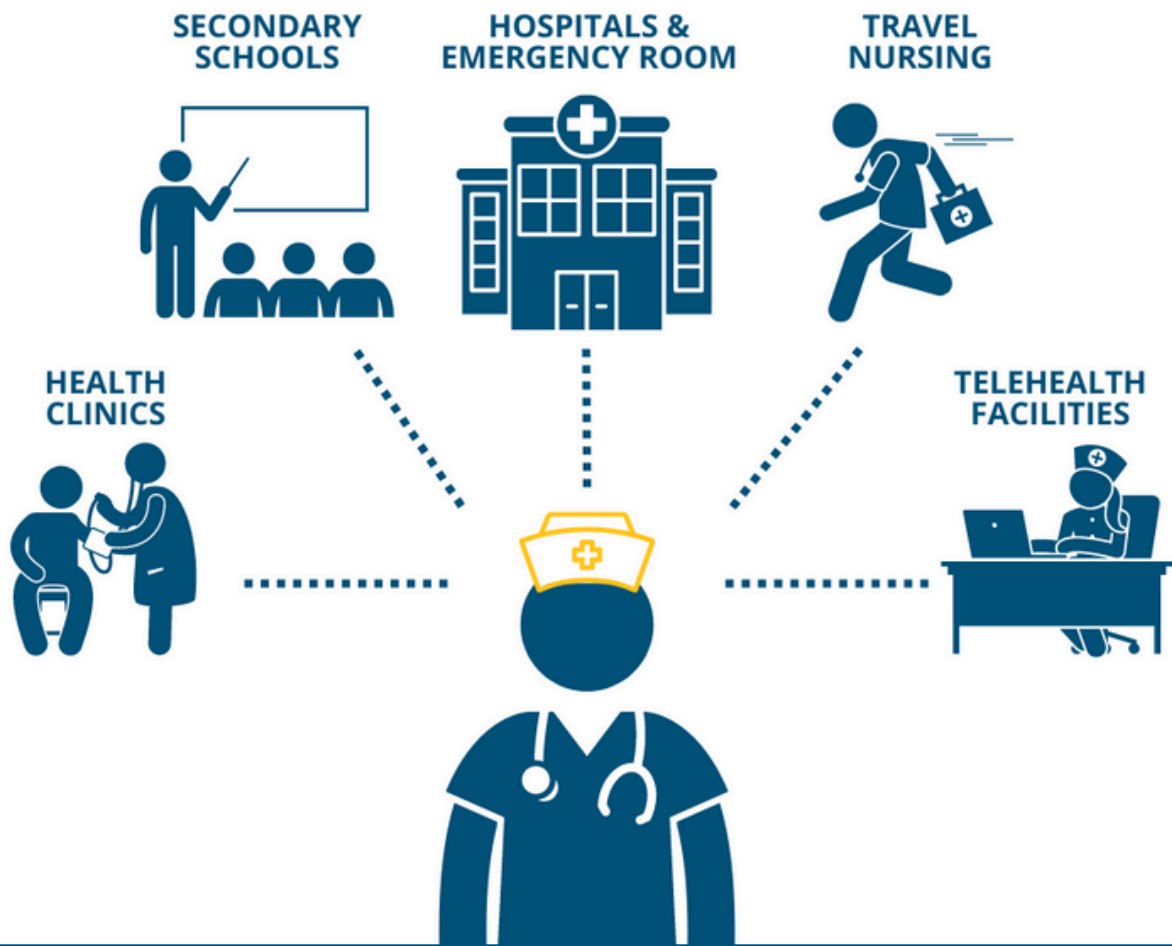 SECONDARY
SCHOOLS
HOSPITALS &
EMERGENCY ROOM
TRAVEL
NURSING
HEALTH
CLINICS
TELEHEALTH
FACILITIES